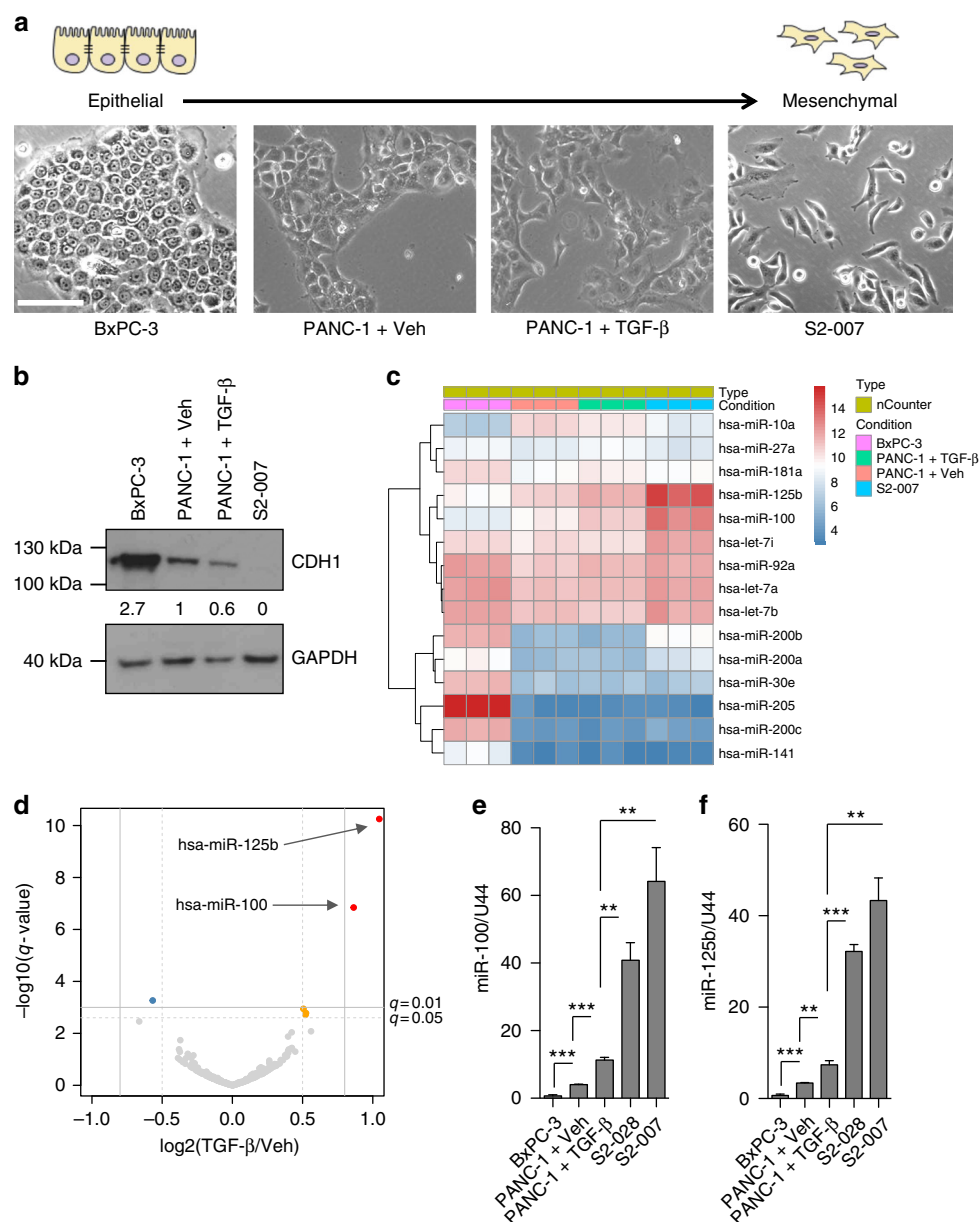 a
Epithelial
Mesenchymal
BxPC-3
PANC-1 + Veh
PANC-1 + TGF-β
S2-007
b
BxPC-3
PANC-1 + Veh
PANC-1 + TGF-β
S2-007
130 kDa
100 kDa
CDH1
2.7 1 0.6 0
40 kDa
GAPDH
c
Type
Condition
hsa-miR-10a
hsa-miR-27a
hsa-miR-181a
hsa-miR-125b
hsa-miR-100
hsa-let-7i
hsa-miR-92a
hsa-let-7a
hsa-let-7b
hsa-miR-200b
hsa-miR-200a
hsa-miR-30e
hsa-miR-205
hsa-miR-200c
hsa-miR-141
14
12
10
8
6
4
Type
nCounter
Condition
BxPC-3
PANC-1 + TGF-β
PANC-1 + Veh
S2-007
d
–log10(q- value)
10
8
6
4
2
0
hsa-miR-125b
hsa-miR-100
q=0.01
q=0.05
–1.0 –0.5 0.0 0.5 1.0
log2(TGF-β/Veh)
e
miR-100/U44
80
60
40
20
0
**
**
***
***
BxPC-3
PANC-1 + Veh
PANC-1 + TGF-β
S2-028
S2-007
f
miR-125b/U44
60
40
20
0
**
***
**
***
BxPC-3
PANC-1 + Veh
PANC-1 + TGF-β
S2-028
S2-007